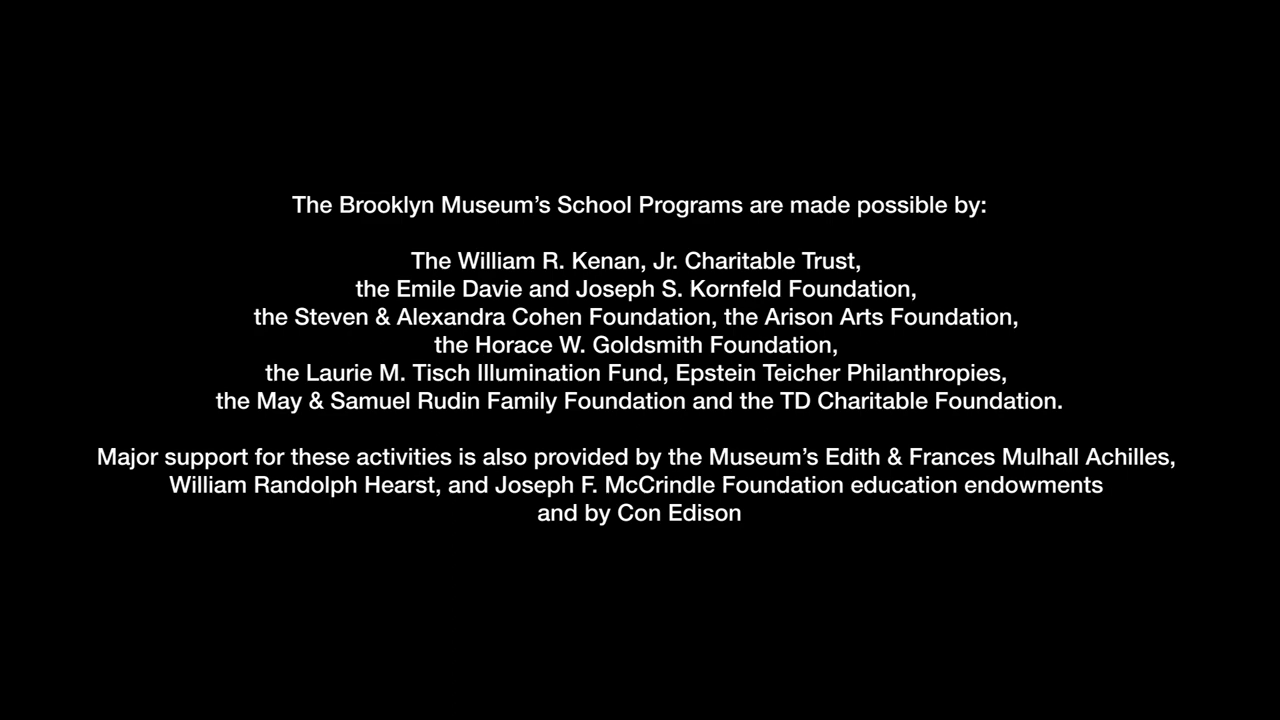 The Brooklyn Museum’s School Programs are made possible by:
The William R. Kenan, Jr. Charitable Trust,
the Emile Davie and Joseph S. Kornfeld Foundation,
the Steven & Alexandra Cohen Foundation, the Arison Arts Foundation,
the Horace W. Goldsmith Foundation,
the Laurie M. Tisch Illumination Fund, Epstein Teicher Philanthropies,
the May & Samuel Rudin Family Foundation and the TD Charitable Foundation.
Major support for these activities is also provided by the Museum’s Edith & Frances Mulhall Achilles,
William Randolph Hearst, and Joseph F. McCrindle Foundation education endowments
and by Con Edison